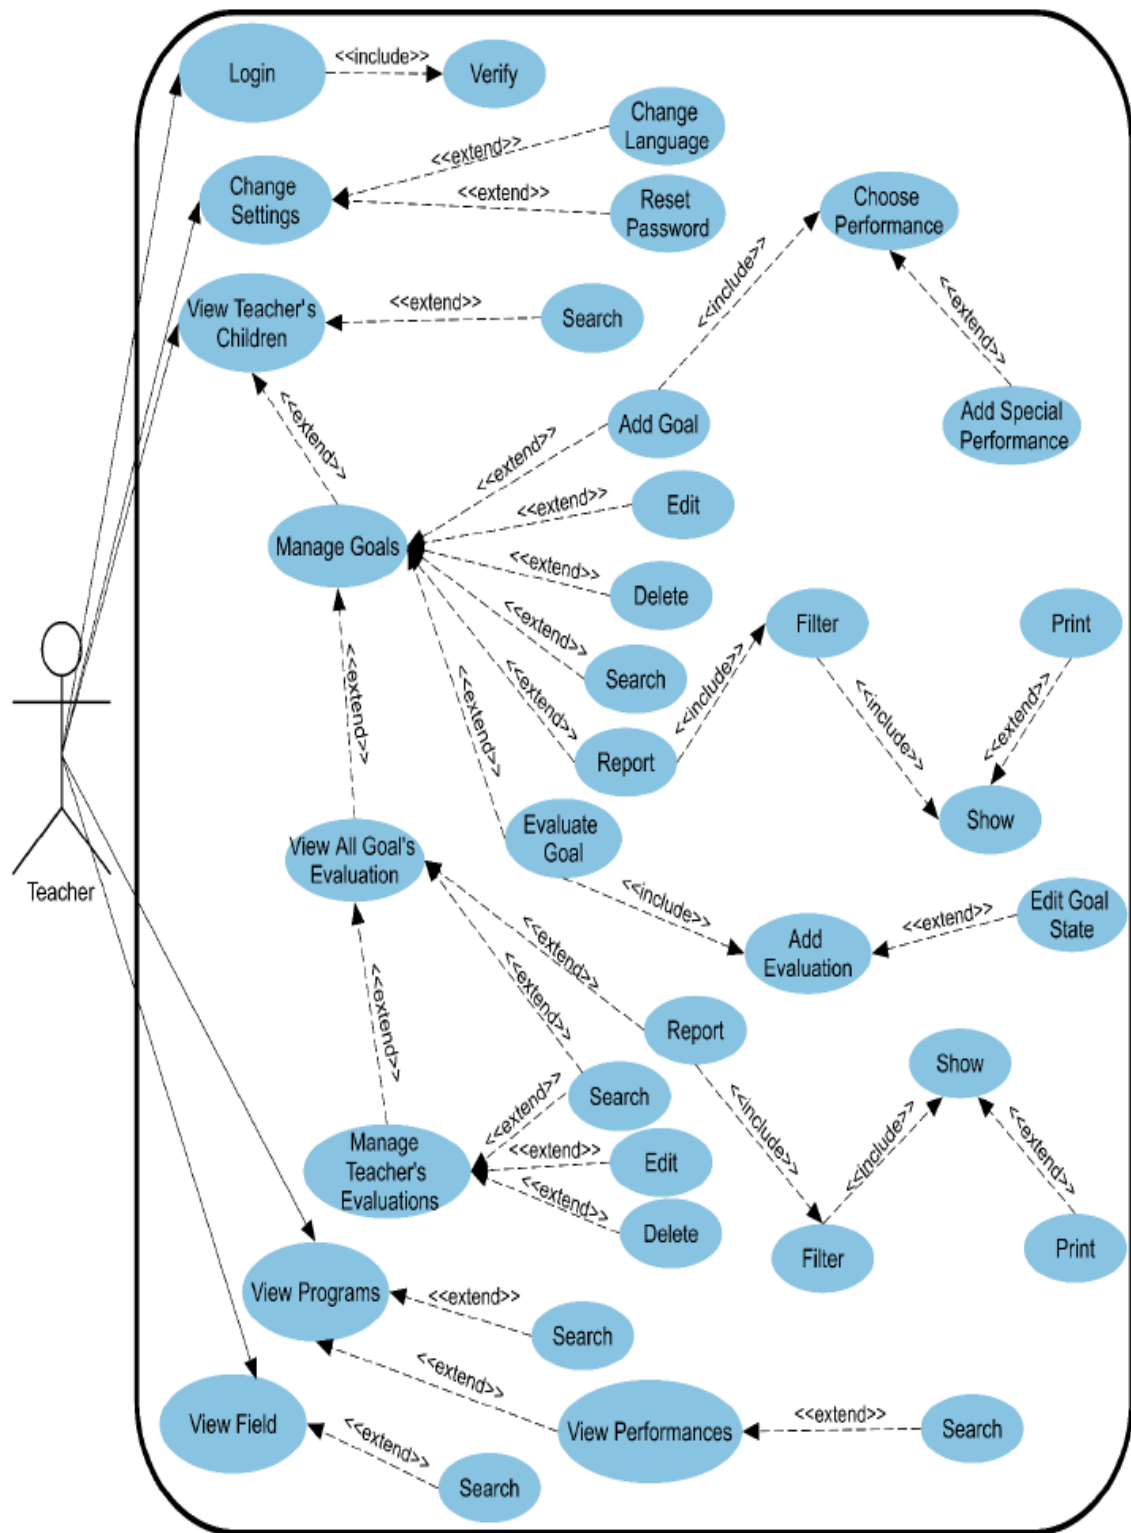 <<include>>
Login
Verify
Change
Language
<<extend>>
Change
Settings
<<extend>>
Reset
Password
Choose
Performance
<<include>>
View Teacher's
Children
<<extend>>
Search
<<extend>>
<<extend>>
Add Goal
Add Special
Performance
<<extend>>
<<extend>>
Edit
Manage Goals
<<extend>>
Delete
<<extend>>
Search
Filter
Print
<<extend>>
<<extend>>
<<extend>>
<<include>>
Report
<<include>>
<<extend>>
Show
Evaluate
Goal
View All Goal's
Evaluation
Teacher
<<include>>
<<extend>>
Edit Goal
State
Add
Evaluation
<<extend>>
<<extend>>
<<extend>>
Report
Show
<<extend>>
Search
<<include>>
<<include>>
<<extend>>
Manage
Teacher's
Evaluations
<<extend>>
Edit
<<extend>>
Delete
Filter
Print
View Programs
<<extend>>
Search
<<extend>>
View Field
<<extend>>
View Performances
<<extend>>
Search
Search